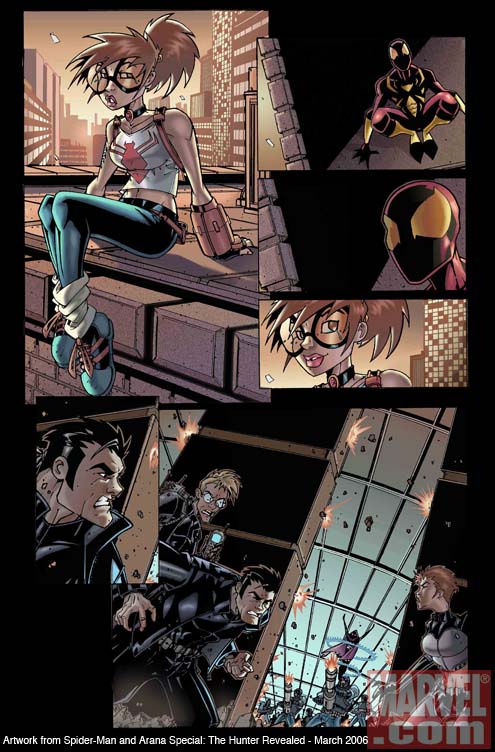 MARVEL
.com
Artwork from Spider-Man and Arana Special: The Hunter Revealed - March 2006